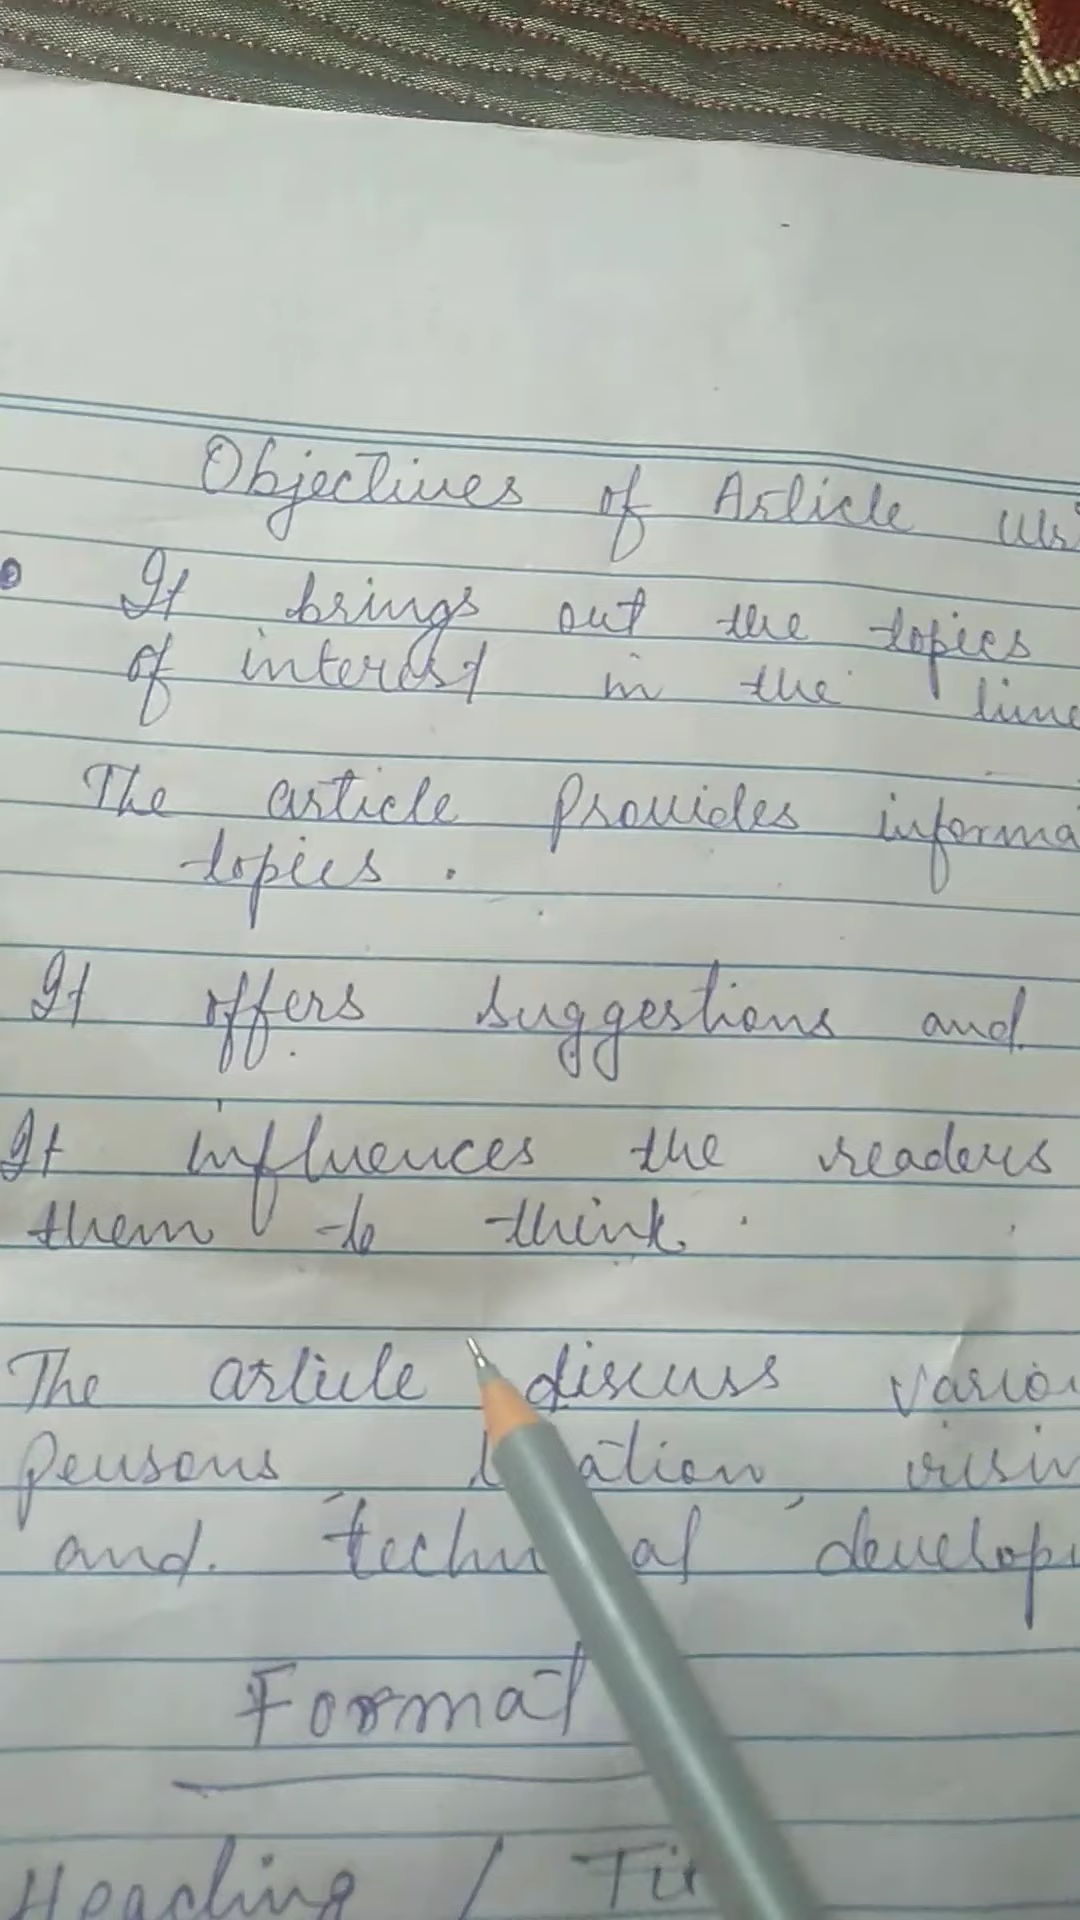 Objectives of Article
It brings out the topics
of interest in the
The article Provides
topics.
It offers suggestions and
It influences the readers
them to think.
The article discuss
persons
and
Format
Heading /